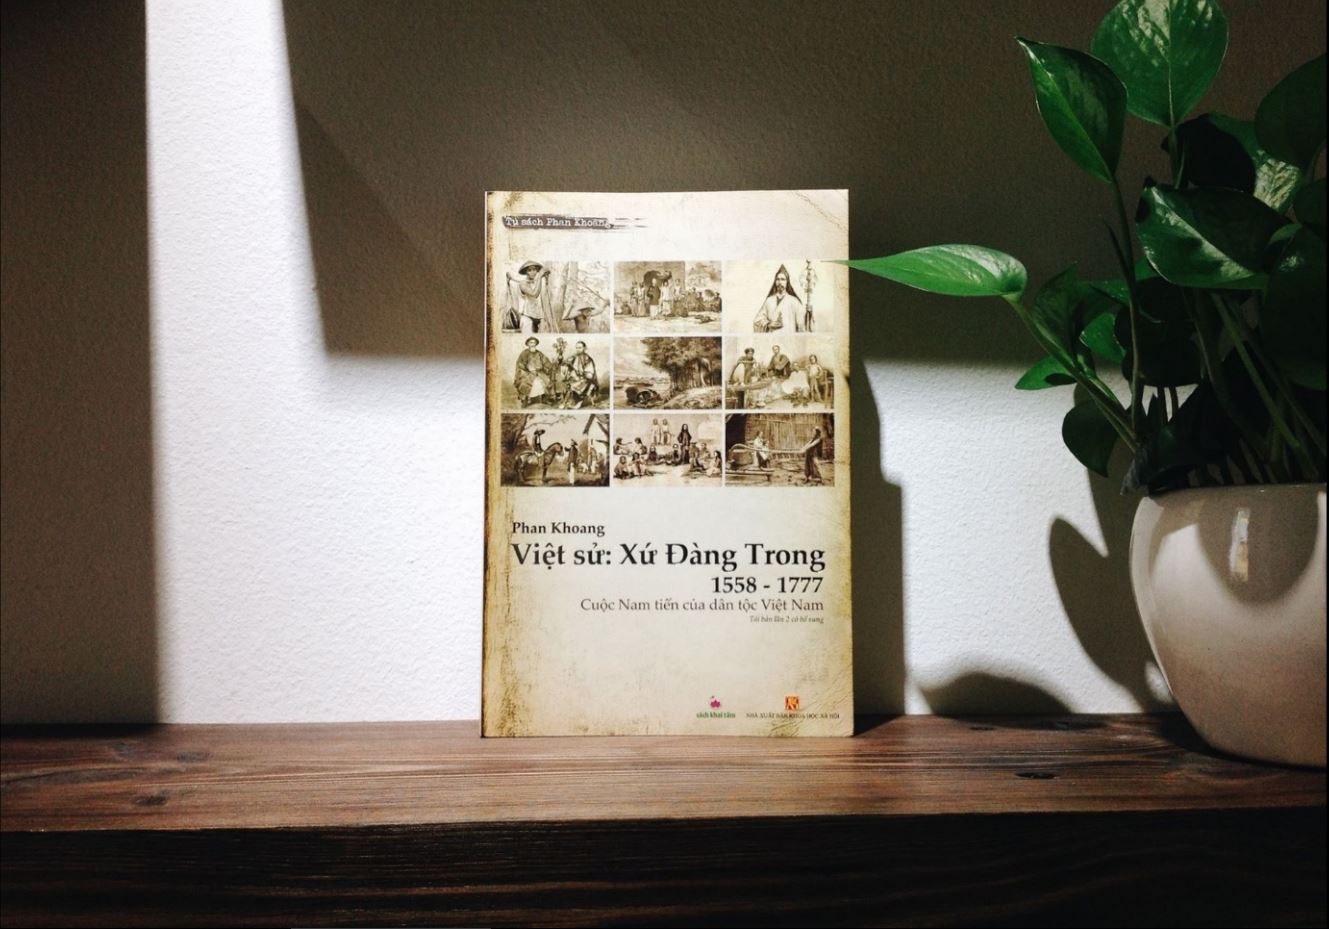 Tủ sách Phan Khoang
Phan Khoang
Việt sử: Xứ Đàng Trong
1558 - 1777
Cuộc Nam tiến của dân tộc Việt Nam
Tái bản lần 2 có bổ sung
sách khai tâm
NHÀ XUẤT BẢN KHOA HỌC XÃ HỘI